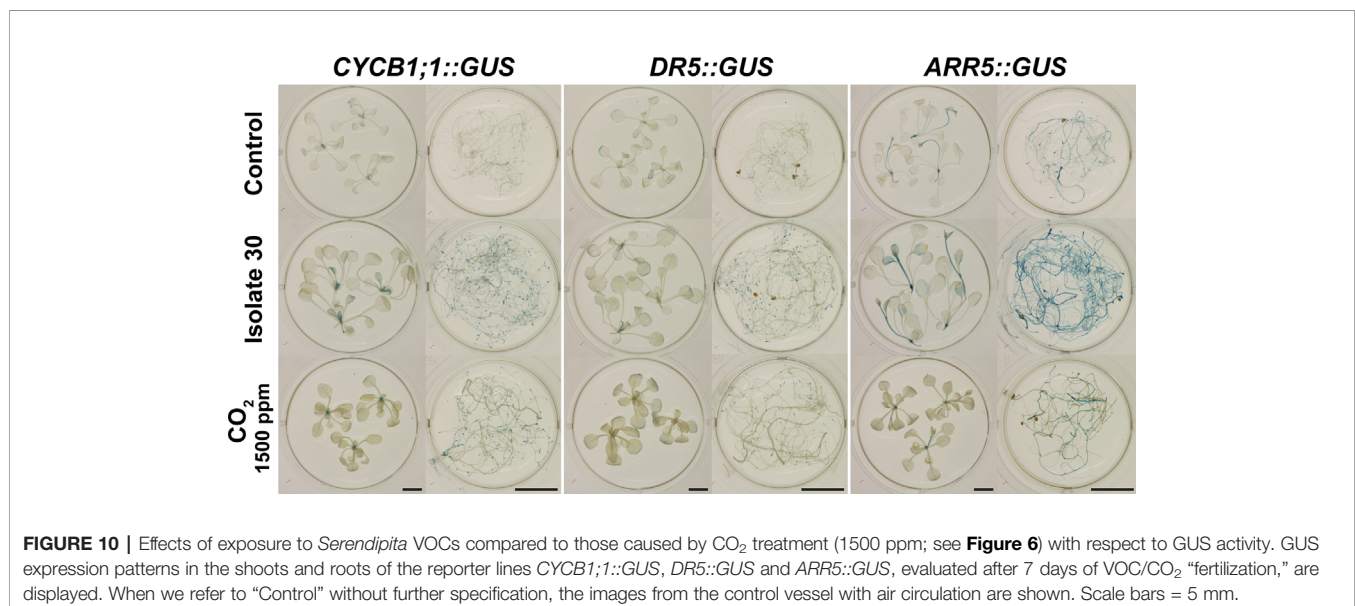 CYCB1;1::GUS DR5::GUS ARR5::GUS
Control
Isolate 30
CO2
1500 ppm
FIGURE 10 | Effects of exposure to Serendipita VOCs compared to those caused by CO2 treatment (1500 ppm; see Figure 6) with respect to GUS activity. GUS
expression patterns in the shoots and roots of the reporter lines CYCB1;1::GUS, DR5::GUS and ARR5::GUS, evaluated after 7 days of VOC/CO2 “fertilization,” are
displayed. When we refer to “Control” without further specification, the images from the control vessel with air circulation are shown. Scale bars = 5 mm.